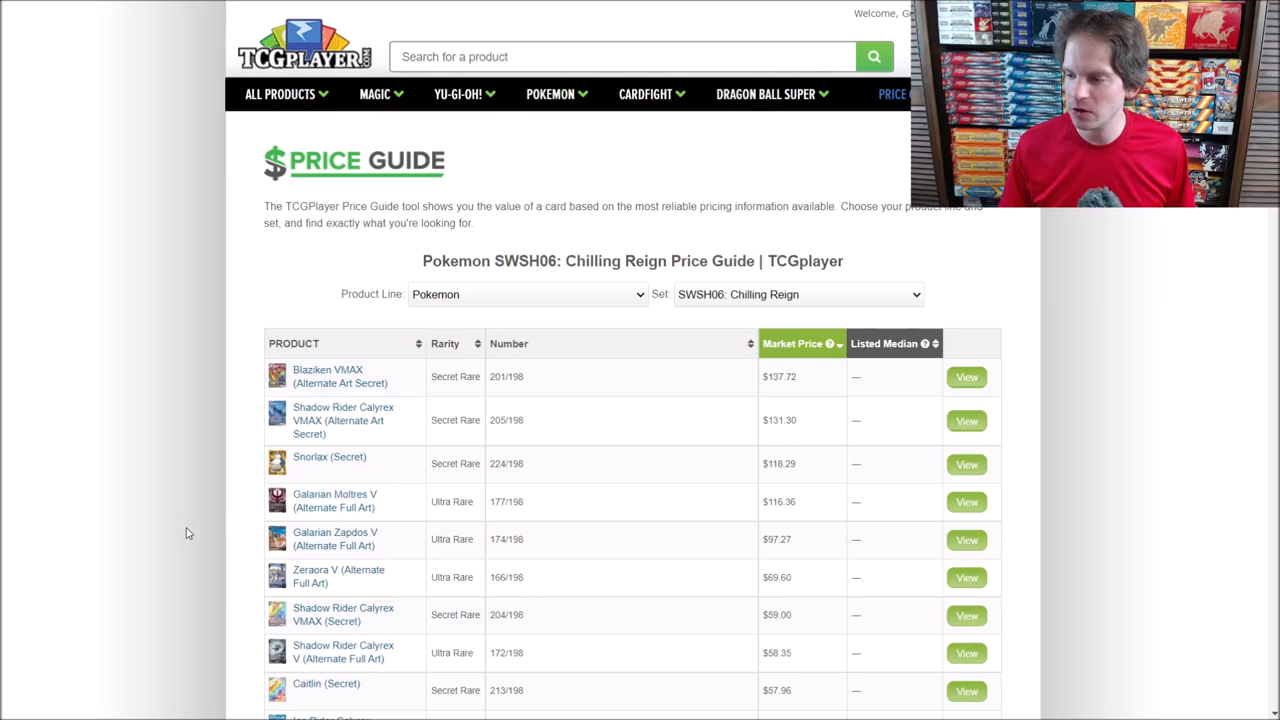 Welcome, G
TCGPLAYER.COM
Search for a product
PRODUCTS MAGIC YU-GI-OH! POKEMON CARDFIGHT DRAGON BALL SUPER PRICE
$ PRICE GUIDE
TCGPlayer Price Guide tool shows you the value of a card based on the most reliable pricing information available. Choose your product line and
set, and find exactly what you're looking for.
Pokemon SWSH06: Chilling Reign Price Guide | TCGplayer
Product Line: Pokemon Set: SWSH06: Chilling Reign
PRODUCT Rarity Number Market Price ? Listed Median ?
Blaziken VMAX
(Alternate Art Secret) Secret Rare 201/198 $137.72 — View
Shadow Rider Calyrex
VMAX (Alternate Art Secret Rare 205/198 $131.30 — View
Secret)
Snorlax (Secret) Secret Rare 224/198 $118.29 — View
Galarian Moltres V
(Alternate Full Art) Ultra Rare 177/198 $116.36 — View
Galarian Zapdos V
(Alternate Full Art) Ultra Rare 174/198 $97.27 — View
Zeraora V (Alternate
Full Art) Ultra Rare 166/198 $69.60 — View
Shadow Rider Calyrex
VMAX (Secret) Secret Rare 204/198 $59.00 — View
Shadow Rider Calyrex
V (Alternate Full Art) Ultra Rare 172/198 $58.35 — View
Caitlin (Secret) Secret Rare 213/198 $57.96 — View